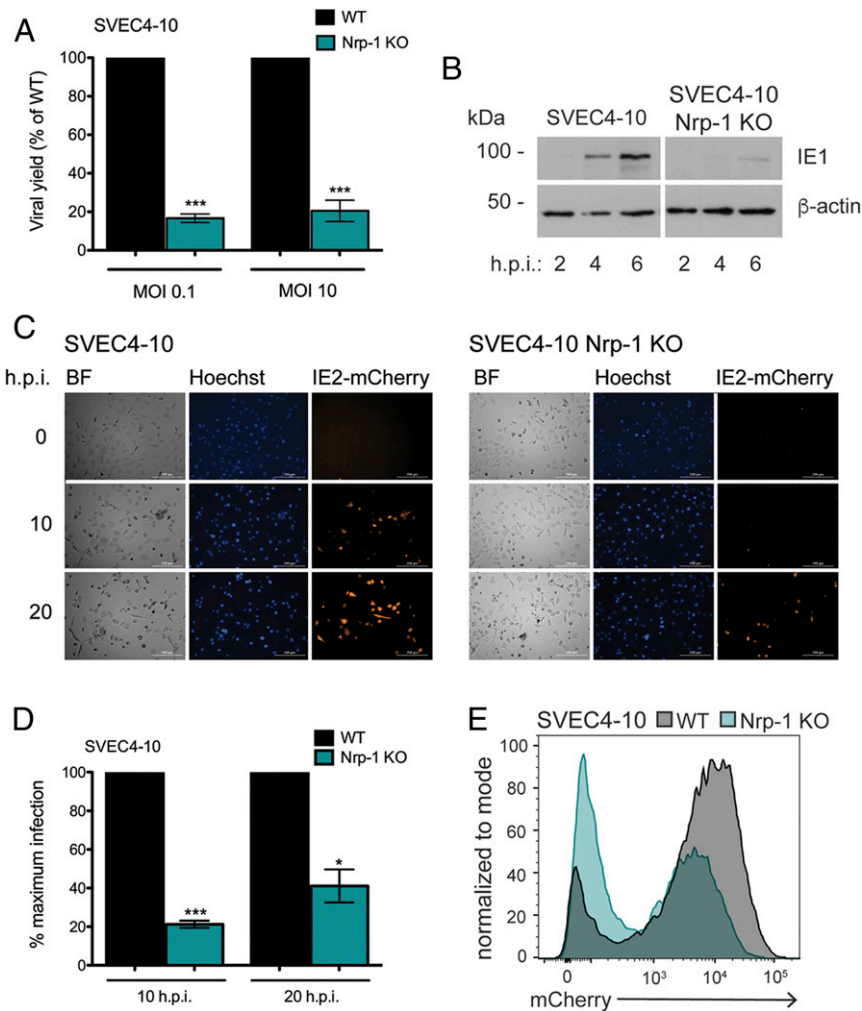 A
SVEC4-10
WT
Nrp-1 KO
Viral yield (% of WT)
100
80
60
40
20
0
***
***
MOI 0.1
MOI 10
B
kDa
SVEC4-10
SVEC4-10
Nrp-1 KO
100 -
IE1
50 -
β-actin
h.p.i.: 2 4 6 2 4 6
C
SVEC4-10
SVEC4-10 Nrp-1 KO
h.p.i.
BF
Hoechst
IE2-mCherry
BF
Hoechst
IE2-mCherry
0
10
20
D
SVEC4-10
WT
Nrp-1 KO
% maximum infection
100
80
60
40
20
0
***
*
10 h.p.i.
20 h.p.i.
E
SVEC4-10 WT Nrp-1 KO
normalized to mode
100
80
60
40
20
0
0 10³ 10⁴ 10⁵
mCherry